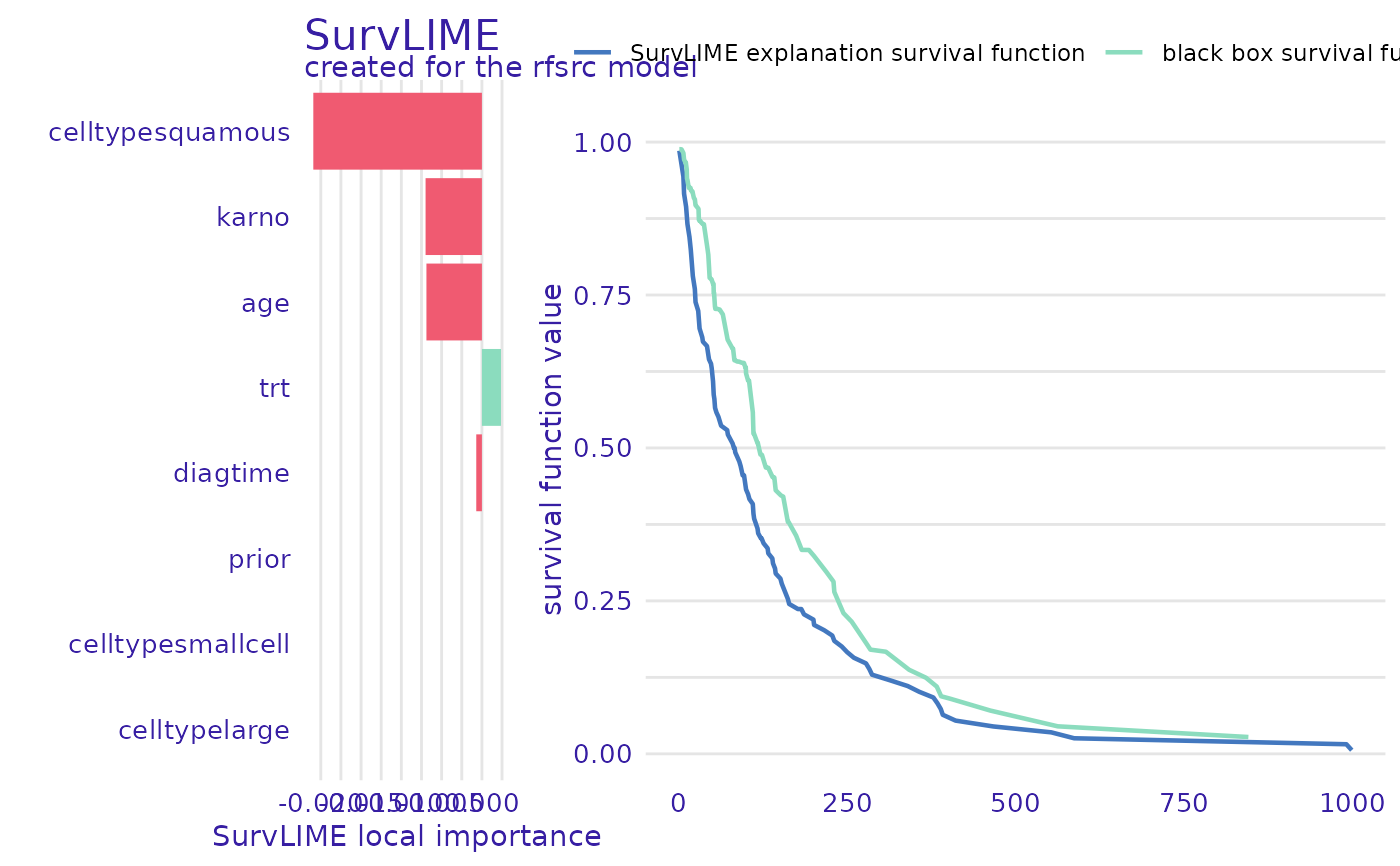 SurvLIME
created for the rfsrc model
SurvLIME explanation survival function
black box survival fu
celltypesquamous
karno
age
trt
diagtime
prior
celltypesmallcell
celltypelarge
SurvLIME local importance
survival function value
1.00
0.75
0.50
0.25
0.00
0
250
500
750
1000